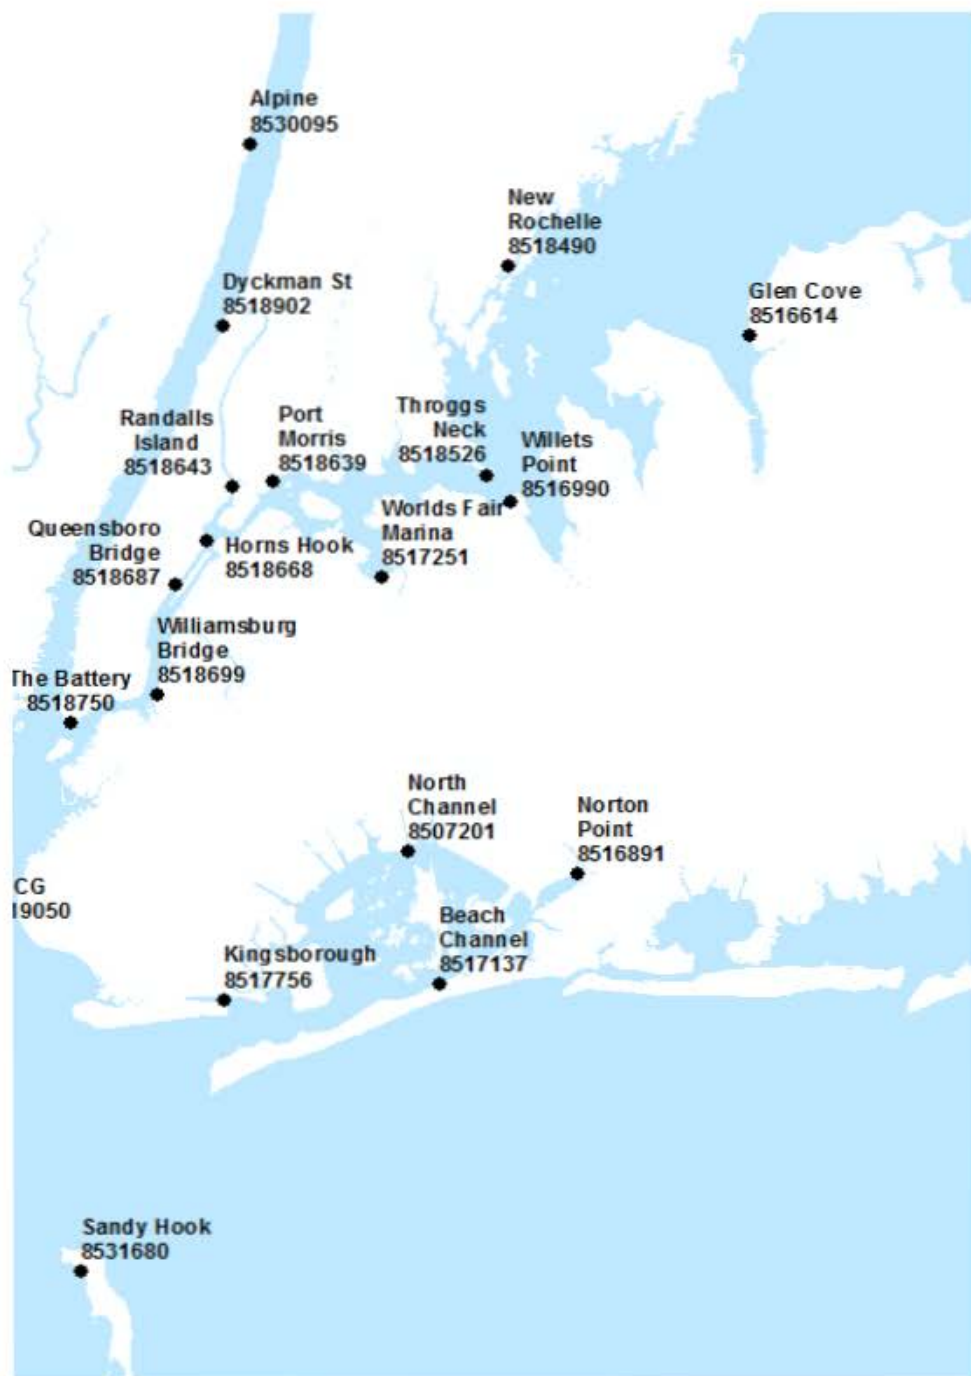 Alpine
8530095
New
Rochelle
8518490
Dyckman St
8518902
Glen Cove
8516614
Randalls
Island
8518643
Port
Morris
8518639
Throggs
Neck
8518526
Willets
Point
8516990
Worlds Fair
Marina
8517251
Queensboro
Bridge
8518687
Horns Hook
8518668
Williamsburg
Bridge
8518699
The Battery
8518750
North
Channel
8507201
Norton
Point
8516891
CG
19050
Beach
Channel
8517137
Kingsborough
8517756
Sandy Hook
8531680